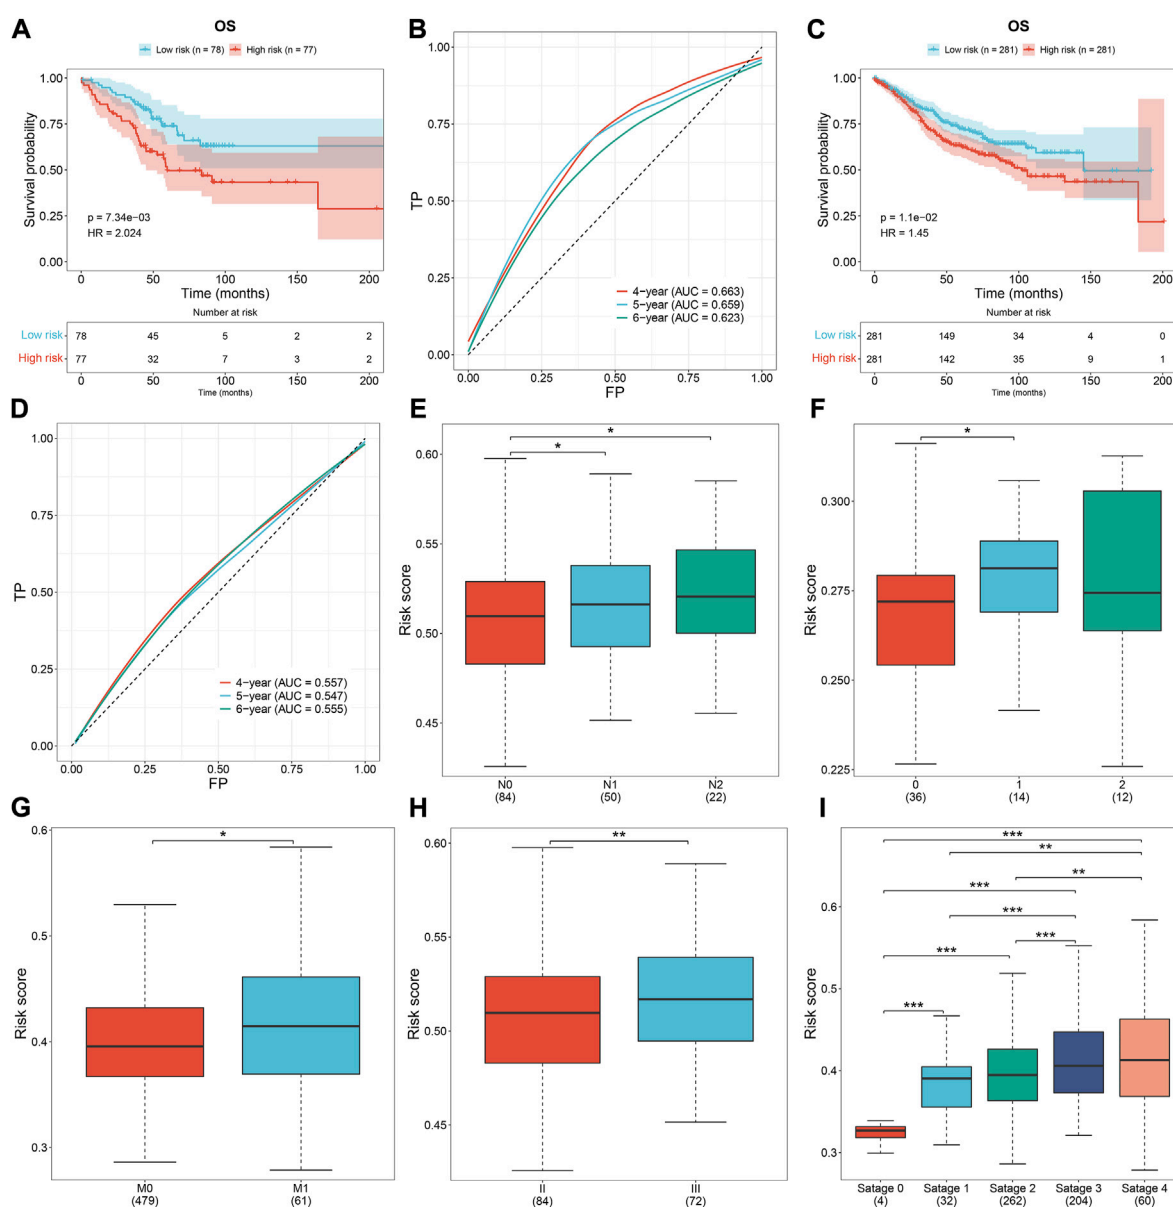 A
OS
Low risk (n = 78) High risk (n = 77)
Survival probability
1.00
0.75
0.50
0.25
0.00
p = 7.34e−03
HR = 2.024
0 50 100 150 200
Time (months)
Number at risk
Low risk 78 45 5 2 2
High risk 77 32 7 3 2
0 50 100 150 200
Time (months)
B
TP
1.00
0.75
0.50
0.25
0.00
4−year (AUC = 0.663)
5−year (AUC = 0.659)
6−year (AUC = 0.623)
0.00 0.25 0.50 0.75 1.00
FP
C
OS
Low risk (n = 281) High risk (n = 281)
Survival probability
1.00
0.75
0.50
0.25
0.00
p = 1.1e−02
HR = 1.45
0 50 100 150 200
Time (months)
Number at risk
Low risk 281 149 34 4 0
High risk 281 142 35 9 1
0 50 100 150 200
Time (months)
D
TP
1.00
0.75
0.50
0.25
0.00
4−year (AUC = 0.557)
5−year (AUC = 0.547)
6−year (AUC = 0.555)
0.00 0.25 0.50 0.75 1.00
FP
E
Risk score
0.60
0.55
0.50
0.45
*
*
N0 N1 N2
(84) (50) (22)
F
Risk score
0.300
0.275
0.250
0.225
*
0 1 2
(36) (14) (12)
G
Risk score
0.6
0.5
0.4
0.3
*
M0 M1
(479) (61)
H
Risk score
0.60
0.55
0.50
0.45
**
II III
(84) (72)
I
Risk score
0.6
0.5
0.4
0.3
***
**
**
***
***
***
***
***
Satage 0 Satage 1 Satage 2 Satage 3 Satage 4
(4) (32) (262) (204) (60)